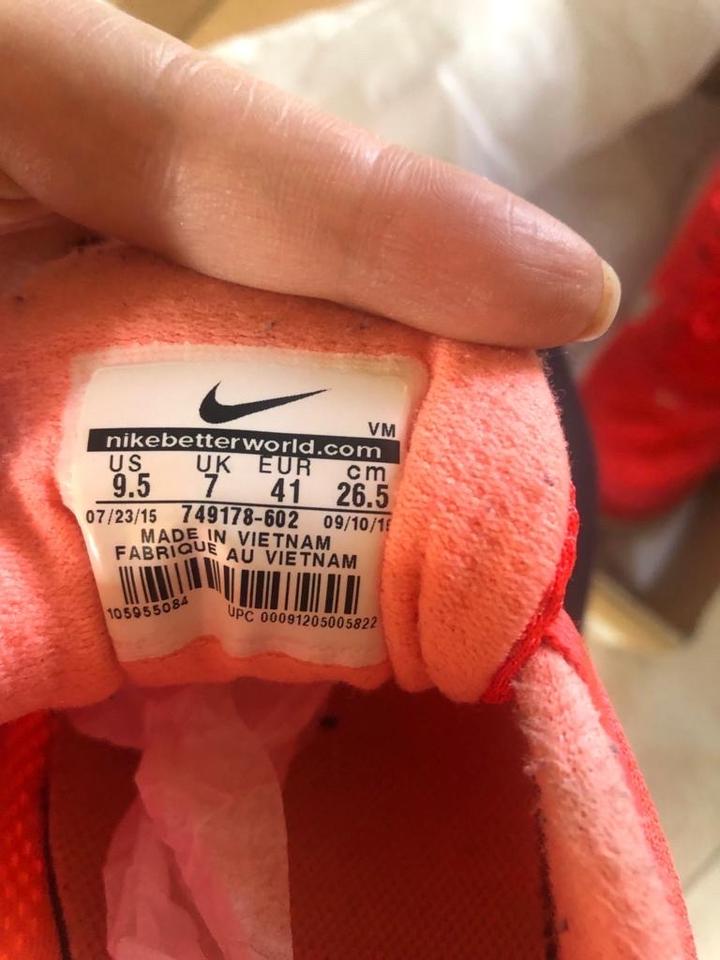 VM
nikebetterworld.com
US UK EUR cm
9.5 7 41 26.5
07/23/15 749178-602 09/10/15
MADE IN VIETNAM
FABRIQUE AU VIETNAM
105955084 UPC 00091205005822